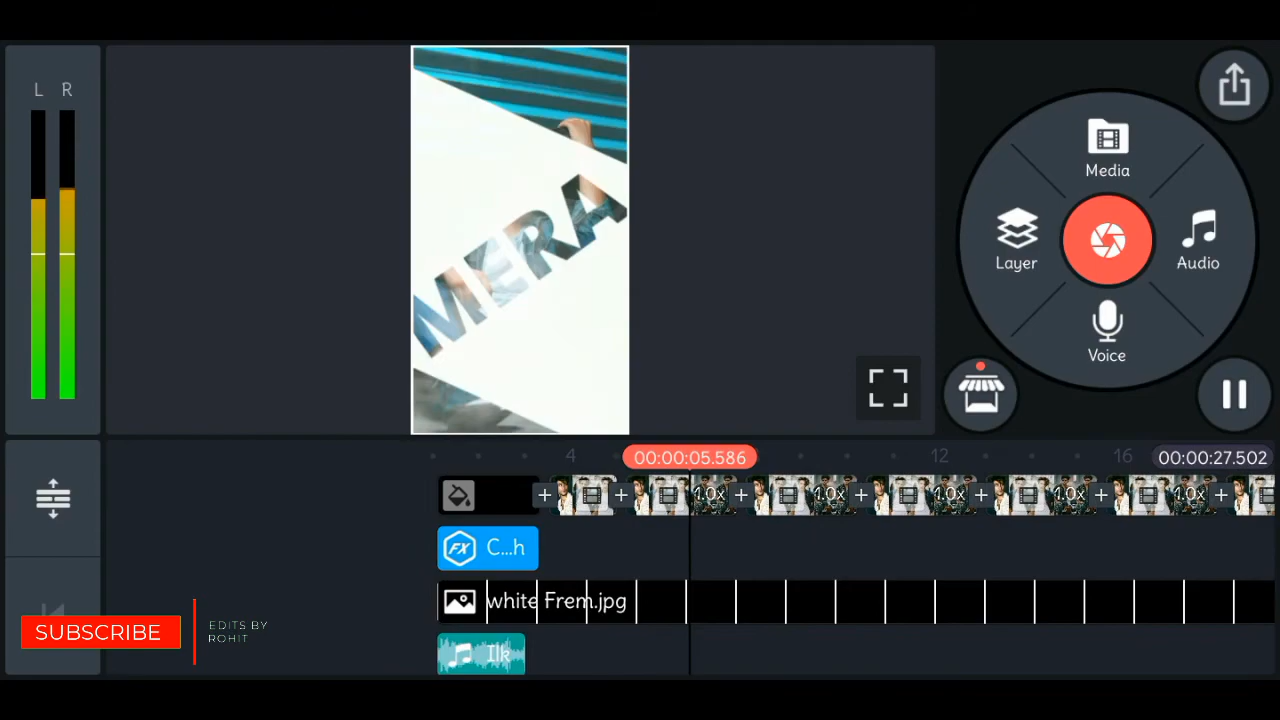 L R
Media
Layer
Audio
Voice
MERA
4
00:00:05.586
12
16
00:00:27.502
1.0x
1.0x
1.0x
1.0x
1.0x
C...h
white Frem.jpg
SUBSCRIBE
EDITS BY
ROHIT